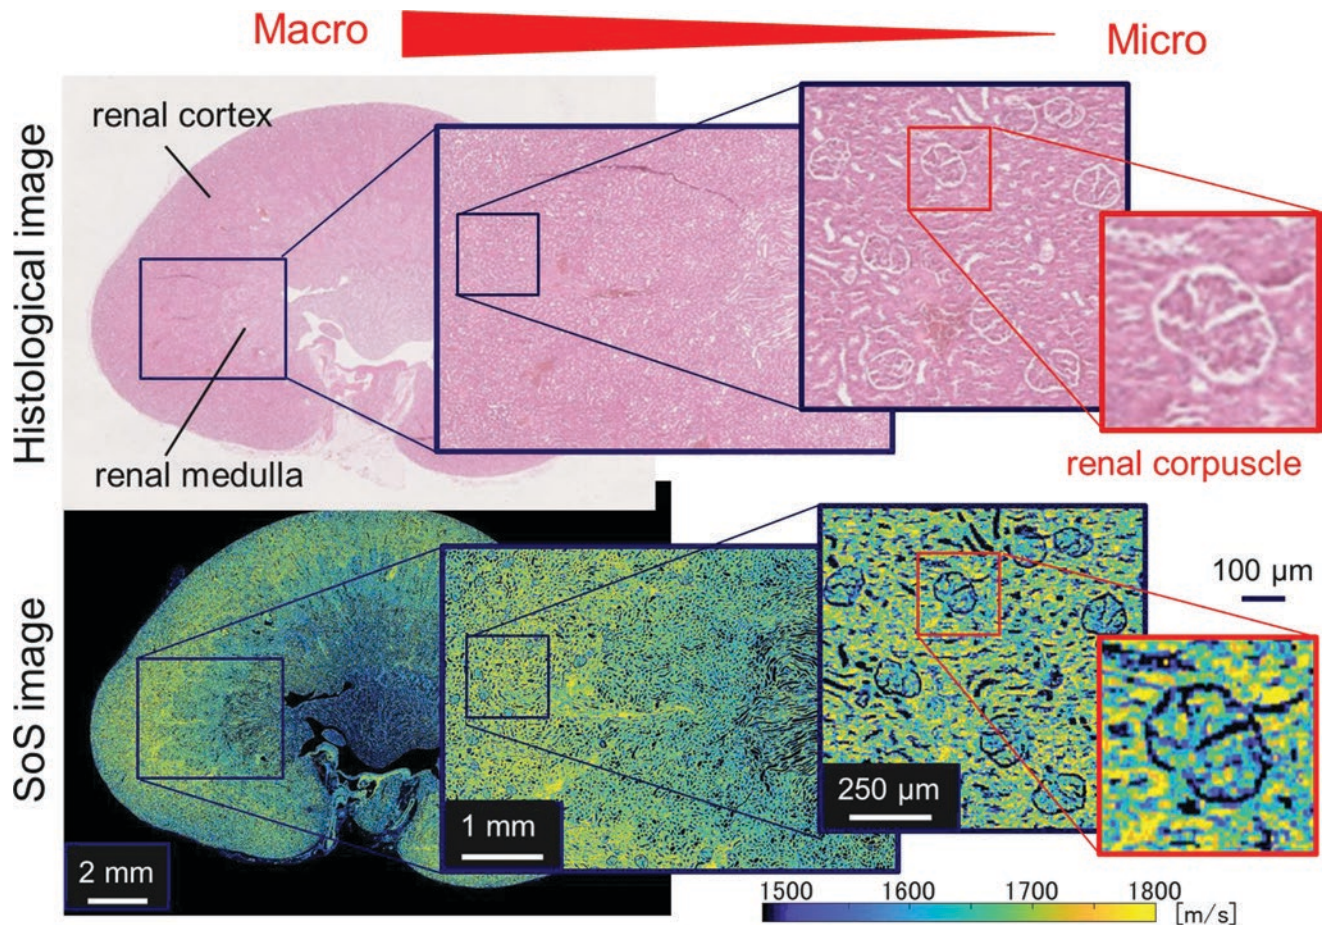 Macro
Micro
Histological image
renal cortex
renal medulla
renal corpuscle
SoS image
100 µm
250 µm
1 mm
2 mm
1500 1600 1700 1800
[m/s]